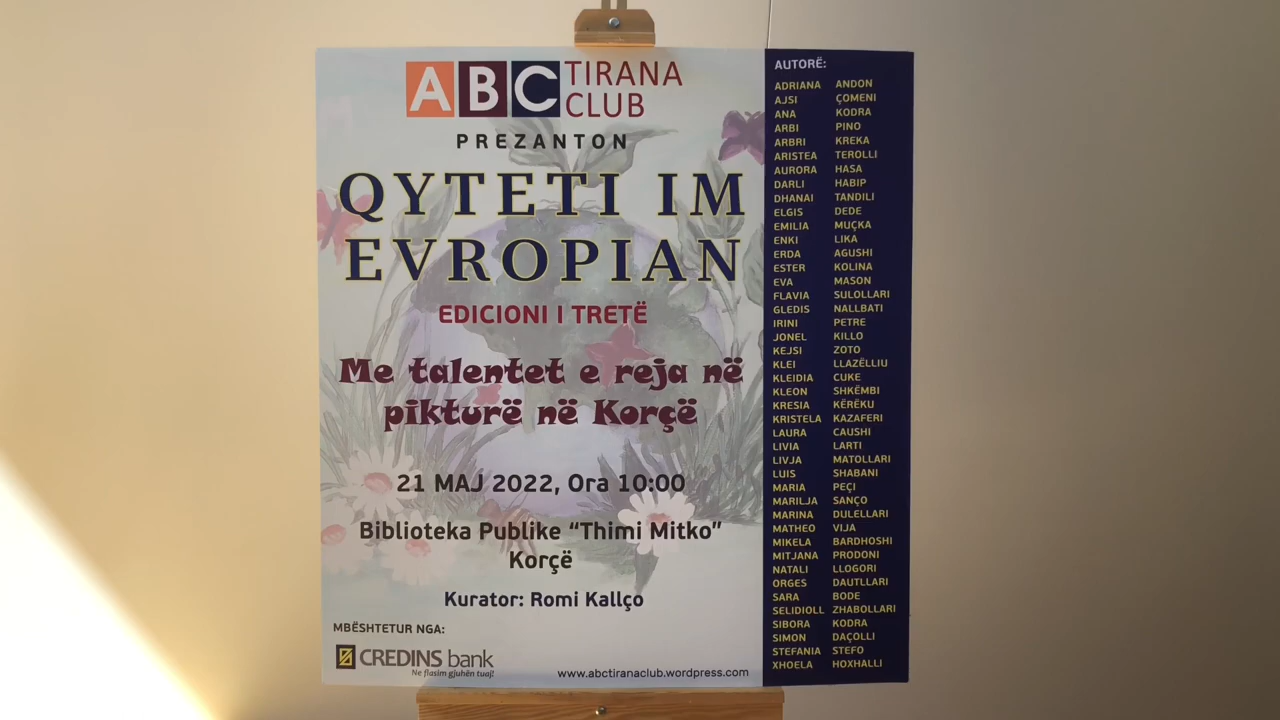 ABC TIRANA CLUB
PREZANTON
QYTETI IM
EVROPIAN
EDICIONI I TRETË
Me talentet e reja në
pikturë në Korçë
21 MAJ 2022, Ora 10:00
Biblioteka Publike “Thimi Mitko”
Korçë
Kurator: Romi Kallço
MBËSHTETUR NGA:
CREDINS bank
Ne flasim gjuhën tuaj!
www.abctiranaclub.wordpress.com
AUTORË:
ADRIANA ANDON
AJSI ÇOMENI
ANA KODRA
ARBI PINO
ARBRI KREKA
ARISTEA TEROLLI
AURORA HASA
DARLI HABIP
DHANAI TANDILI
ELGIS DEDE
EMILIA MUÇKA
ENKI LIKA
ERDA AGUSHI
ESTER KOLINA
EVA MASON
FLAVIA SULOLLARI
GLEDIS NALLBATI
IRINI PETRE
JONEL KILLO
KEJSI ZOTO
KLEI LLAZËLLIU
KLEIDIA CUKE
KLEON SHKËMBI
KRESIA KËRËKU
KRISTELA KAZAFERI
LAURA CAUSHI
LIVIA LARTI
LIVJA MATOLLARI
LUIS SHABANI
MARIA PEÇI
MARILJA SANÇO
MARINA DULELLARI
MATHEO VIJA
MIKELA BARDHOSHI
MITJANA PRODONI
NATALI LLOGORI
ORGES DAUTLLARI
SARA BODE
SELIDIOLL ZHABOLLARI
SIBORA KODRA
SIMON DAÇOLLI
STEFANIA STEFO
XHOELA HOXHALLI